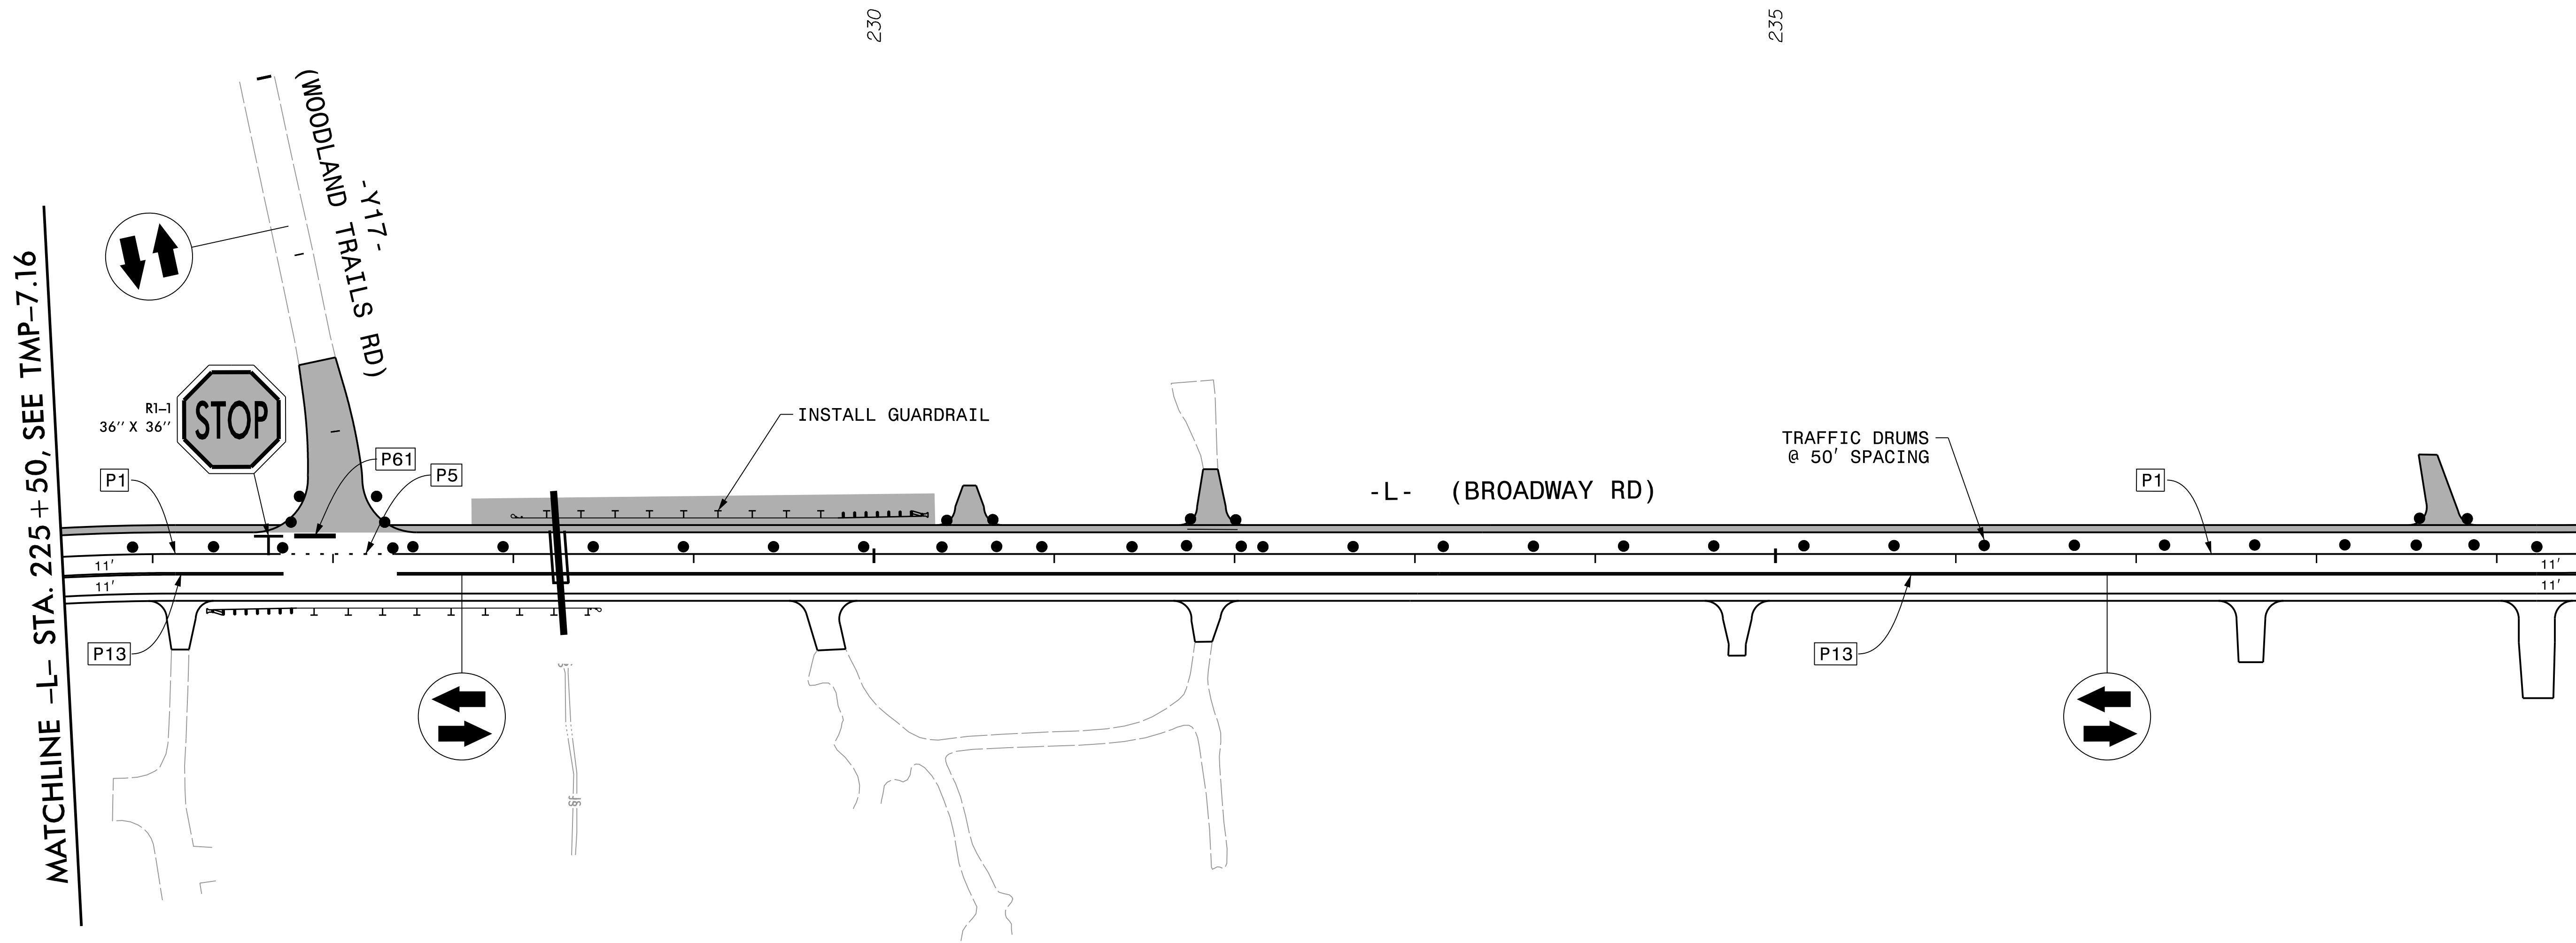 230
235
(WOODLAND TRAILS RD)
-Y17-
MATCHLINE -L- STA. 225+50, SEE TMP-7.16
R1-1
36" X 36"
STOP
P1
P61
P5
INSTALL GUARDRAIL
-L- (BROADWAY RD)
TRAFFIC DRUMS
@ 50' SPACING
P1
11'
11'
11'
11'
P13
P13